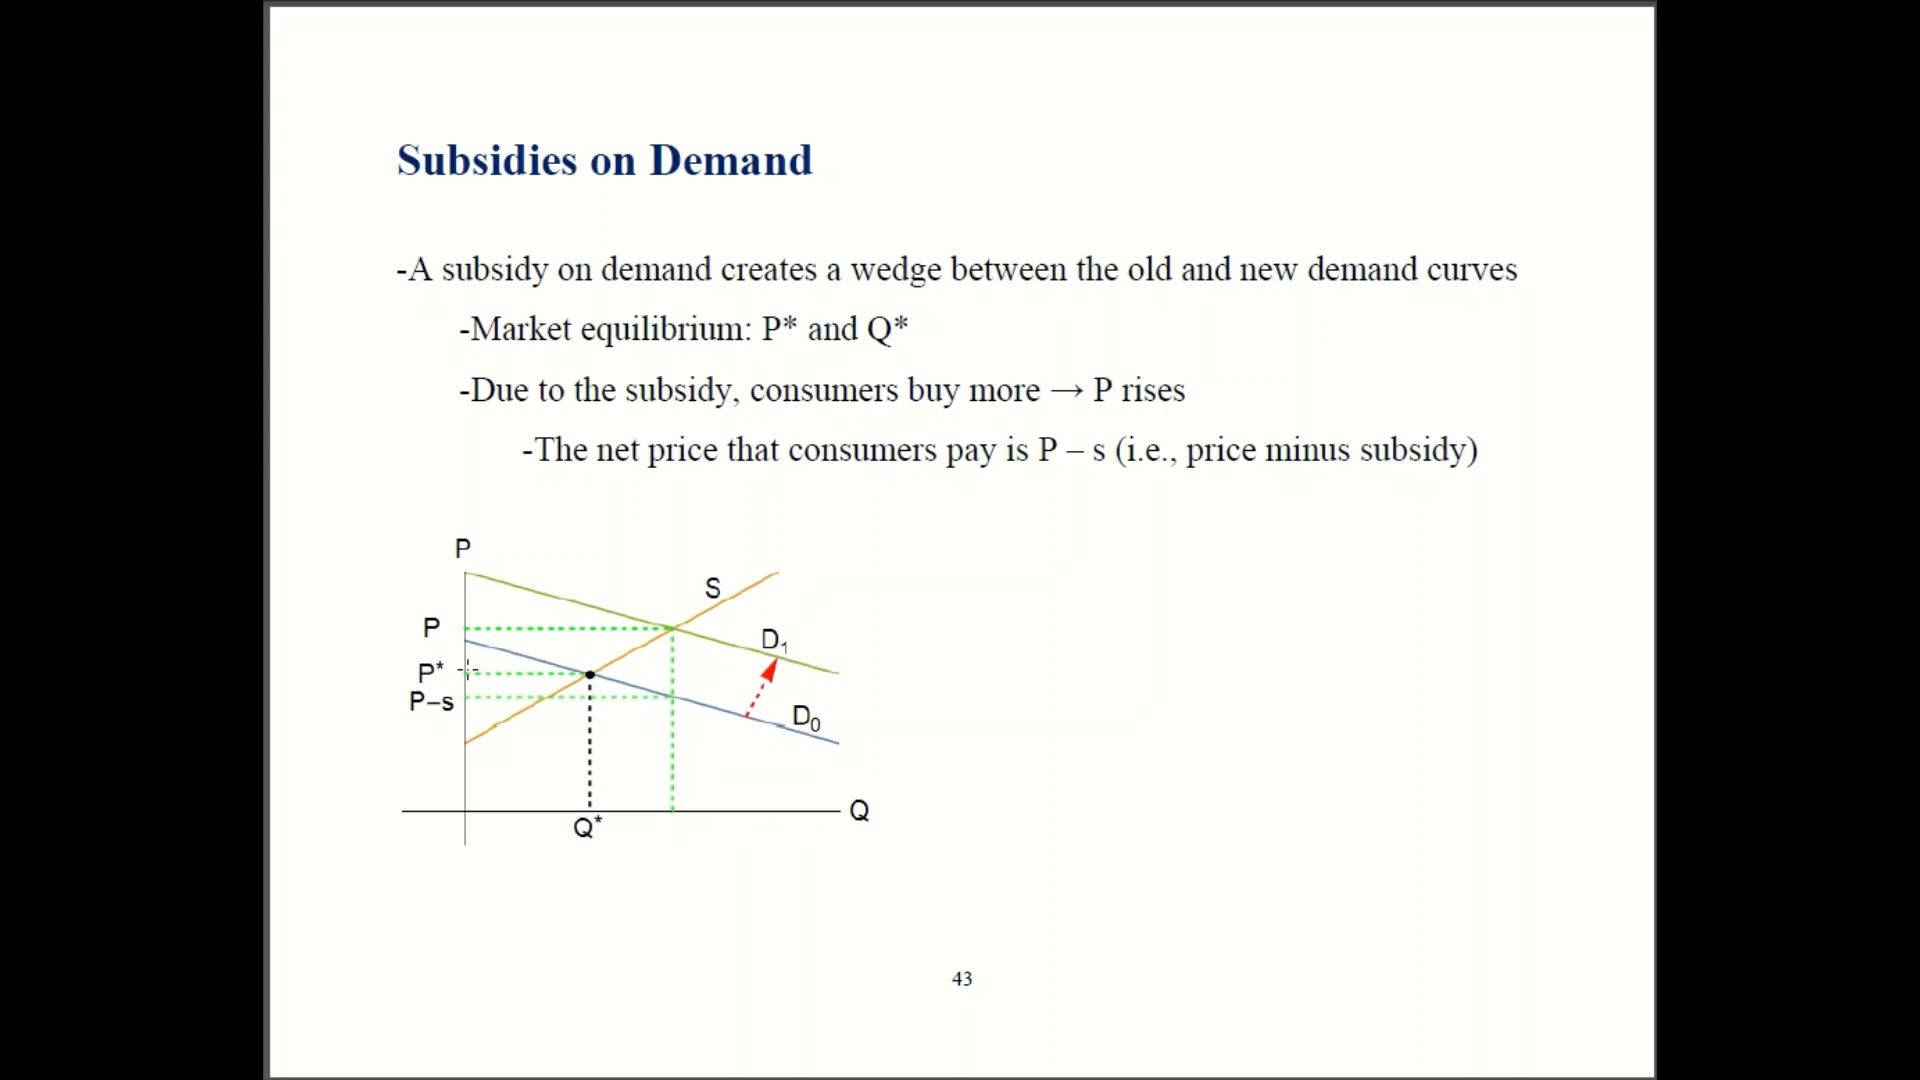 Subsidies on Demand
-A subsidy on demand creates a wedge between the old and new demand curves
-Market equilibrium: P* and Q*
-Due to the subsidy, consumers buy more → P rises
-The net price that consumers pay is P – s (i.e., price minus subsidy)
P
S
P
D₁
P*
P–s
D₀
Q
Q*
43